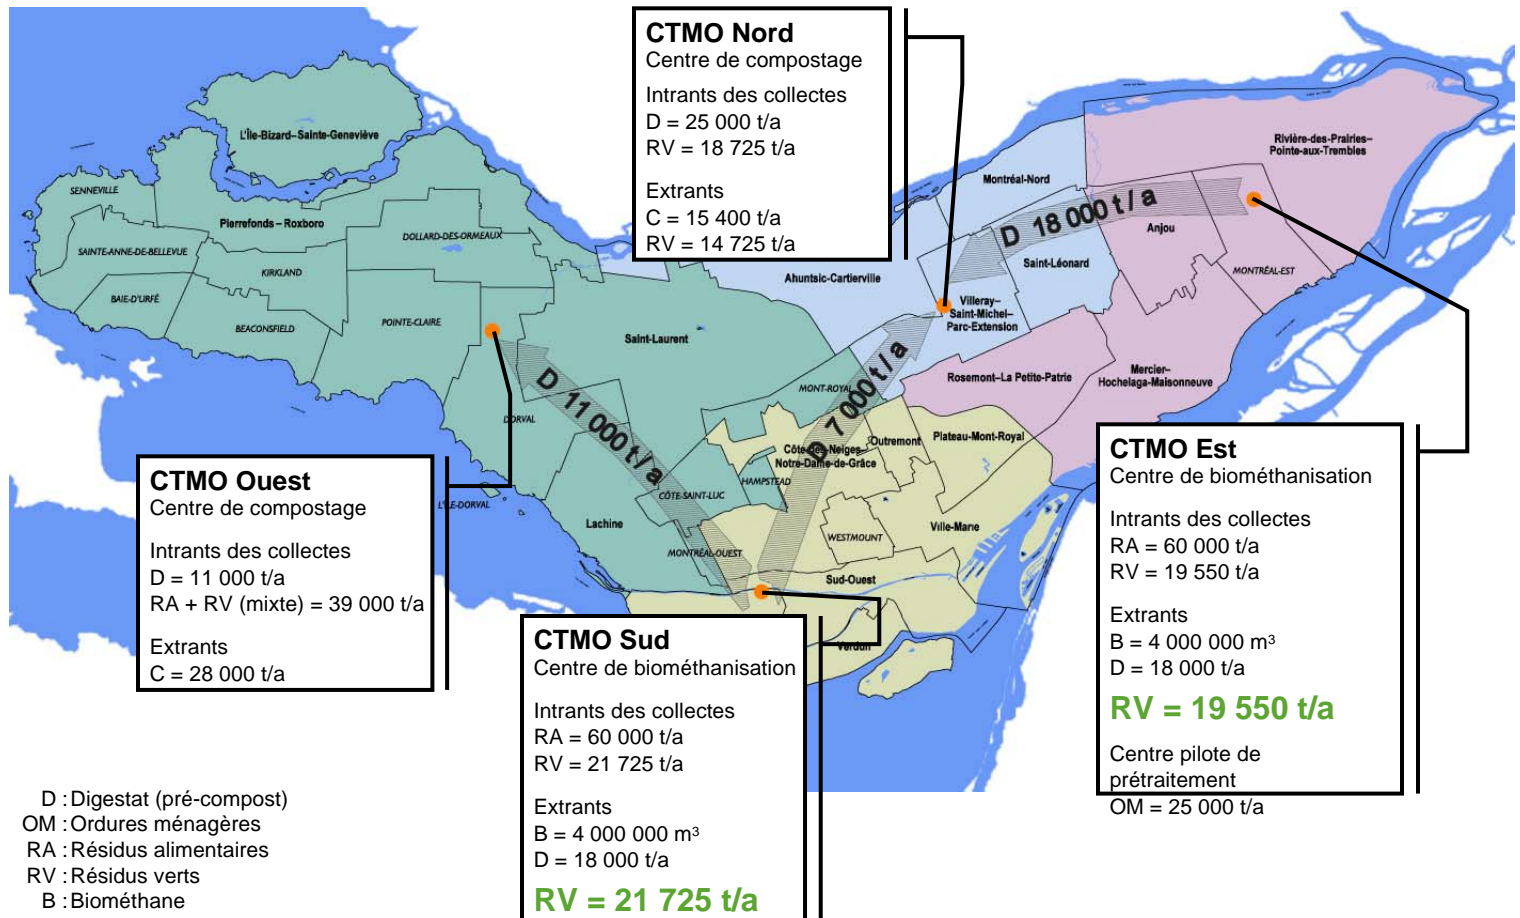 CTMO Nord
Centre de compostage
Intrants des collectes
D = 25 000 t/a
RV = 18 725 t/a
Extrants
C = 15 400 t/a
RV = 14 725 t/a
L'Île-Bizard–Sainte-Geneviève
SENNEVILLE
Pierrefonds – Roxboro
SAINTE-ANNE-DE-BELLEVUE
DOLLARD-DES-ORMEAUX
KIRKLAND
BAIE-D'URFÉ
BEACONSFIELD
POINTE-CLAIRE
DORVAL
L'ÎLE-DORVAL
Saint-Laurent
Lachine
CÔTE-SAINT-LUC
HAMPSTEAD
MONTRÉAL-OUEST
MONT-ROYAL
Côte-des-Neiges–
Notre-Dame-de-Grâce
Outremont
Plateau-Mont-Royal
WESTMOUNT
Ville-Marie
Sud-Ouest
Verdun
Ahuntsic-Cartierville
Montréal-Nord
Villeray–
Saint-Michel–
Parc-Extension
Saint-Léonard
Anjou
MONTRÉAL-EST
Rivière-des-Prairies–
Pointe-aux-Trembles
Rosemont–La Petite-Patrie
Mercier–
Hochelaga-Maisonneuve
D 11 000 t / a
D 7 000 t / a
D 18 000 t / a
CTMO Ouest
Centre de compostage
Intrants des collectes
D = 11 000 t/a
RA + RV (mixte) = 39 000 t/a
Extrants
C = 28 000 t/a
CTMO Sud
Centre de biométhanisation
Intrants des collectes
RA = 60 000 t/a
RV = 21 725 t/a
Extrants
B = 4 000 000 m³
D = 18 000 t/a
RV = 21 725 t/a
CTMO Est
Centre de biométhanisation
Intrants des collectes
RA = 60 000 t/a
RV = 19 550 t/a
Extrants
B = 4 000 000 m³
D = 18 000 t/a
RV = 19 550 t/a
Centre pilote de
prétraitement
OM = 25 000 t/a
D : Digestat (pré-compost)
OM : Ordures ménagères
RA : Résidus alimentaires
RV : Résidus verts
B : Biométhane